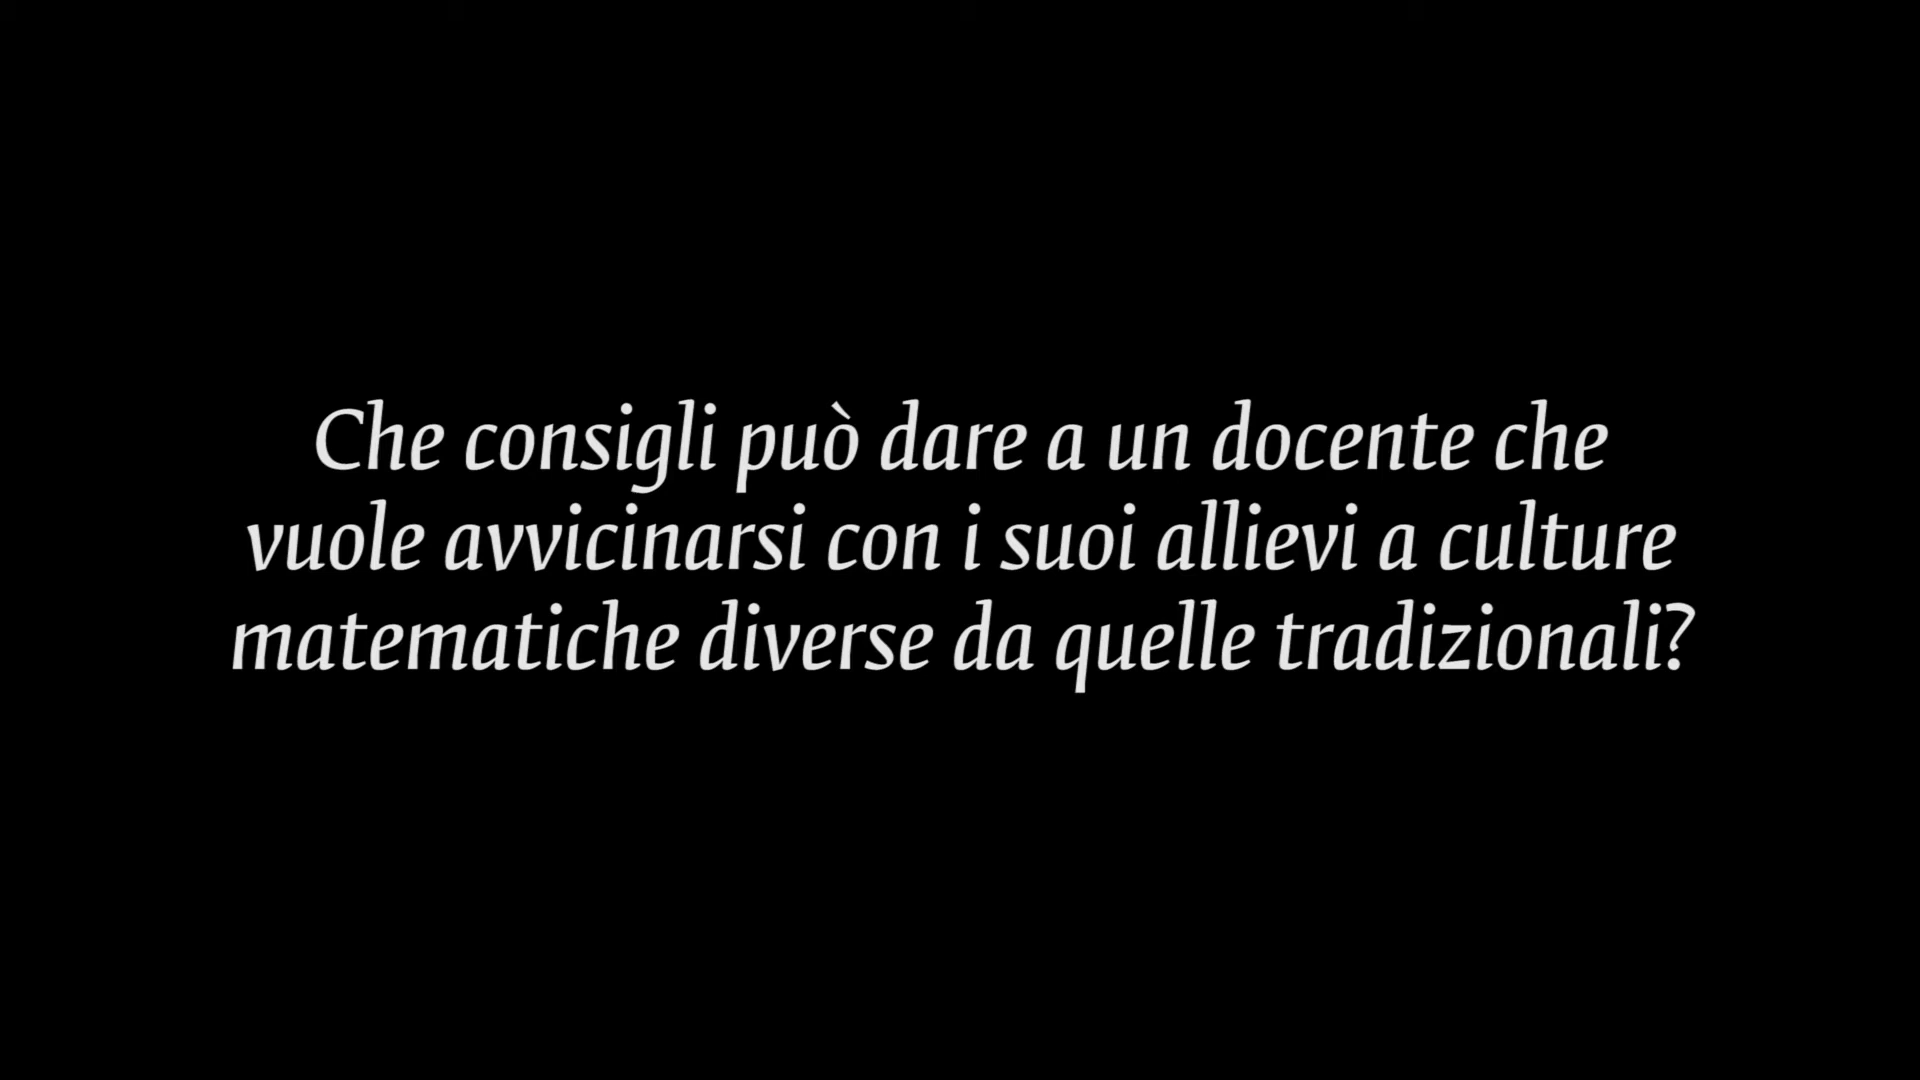 Che consigli può dare a un docente che
vuole avvicinarsi con i suoi allievi a culture
matematiche diverse da quelle tradizionali?